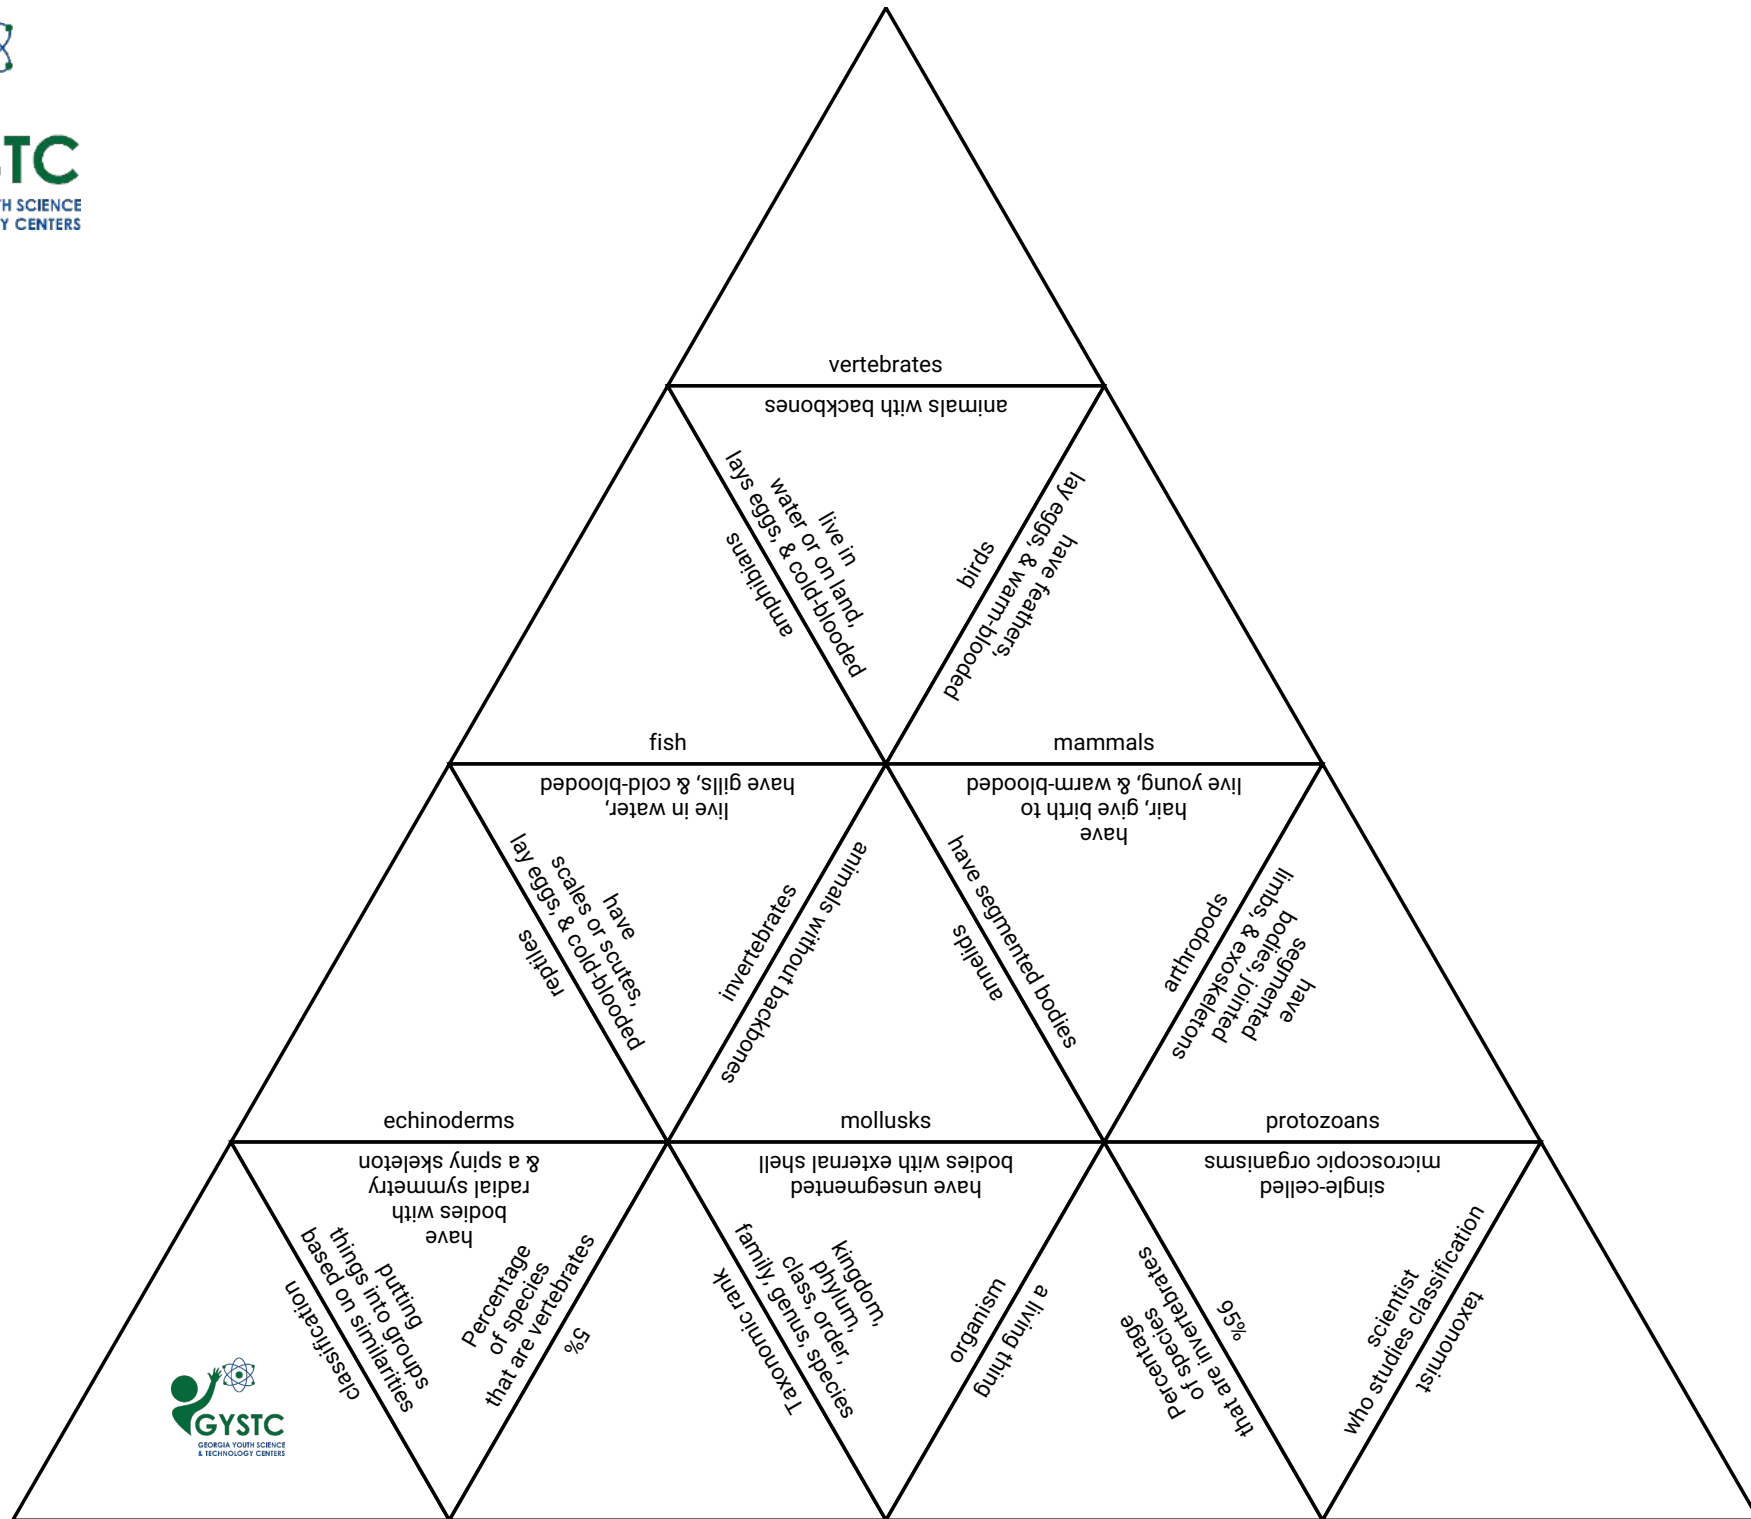 TC
TH SCIENCE
Y CENTERS
vertebrates
animals with backbones
live in
water or on land,
lays eggs, & cold-blooded
amphibians
birds
have feathers,
lay eggs, & warm-blooded
fish
have gills, & cold-blooded
live in water,
mammals
live young, & warm-blooded
hair, give birth to
have
have
scales or scutes,
lay eggs, & cold-blooded
reptiles
invertebrates
animals without backbones
have segmented bodies
annelids
arthropods
limbs, & exoskeletons
bodies, jointed
segmented
have
echinoderms
& a spiny skeleton
radial symmetry
bodies with
have
mollusks
bodies with external shell
have unsegmented
protozoans
microscopic organisms
single-celled
putting
things into groups
based on similarities
classification
Percentage
of species
that are vertebrates
5%
kingdom,
phylum,
class, order,
family, genus, species
Taxonomic rank
organism
a living thing
95%
that are invertebrates
of species
Percentage
scientist
who studies classification
taxonomist
GYSTC
GEORGIA YOUTH SCIENCE
& TECHNOLOGY CENTERS